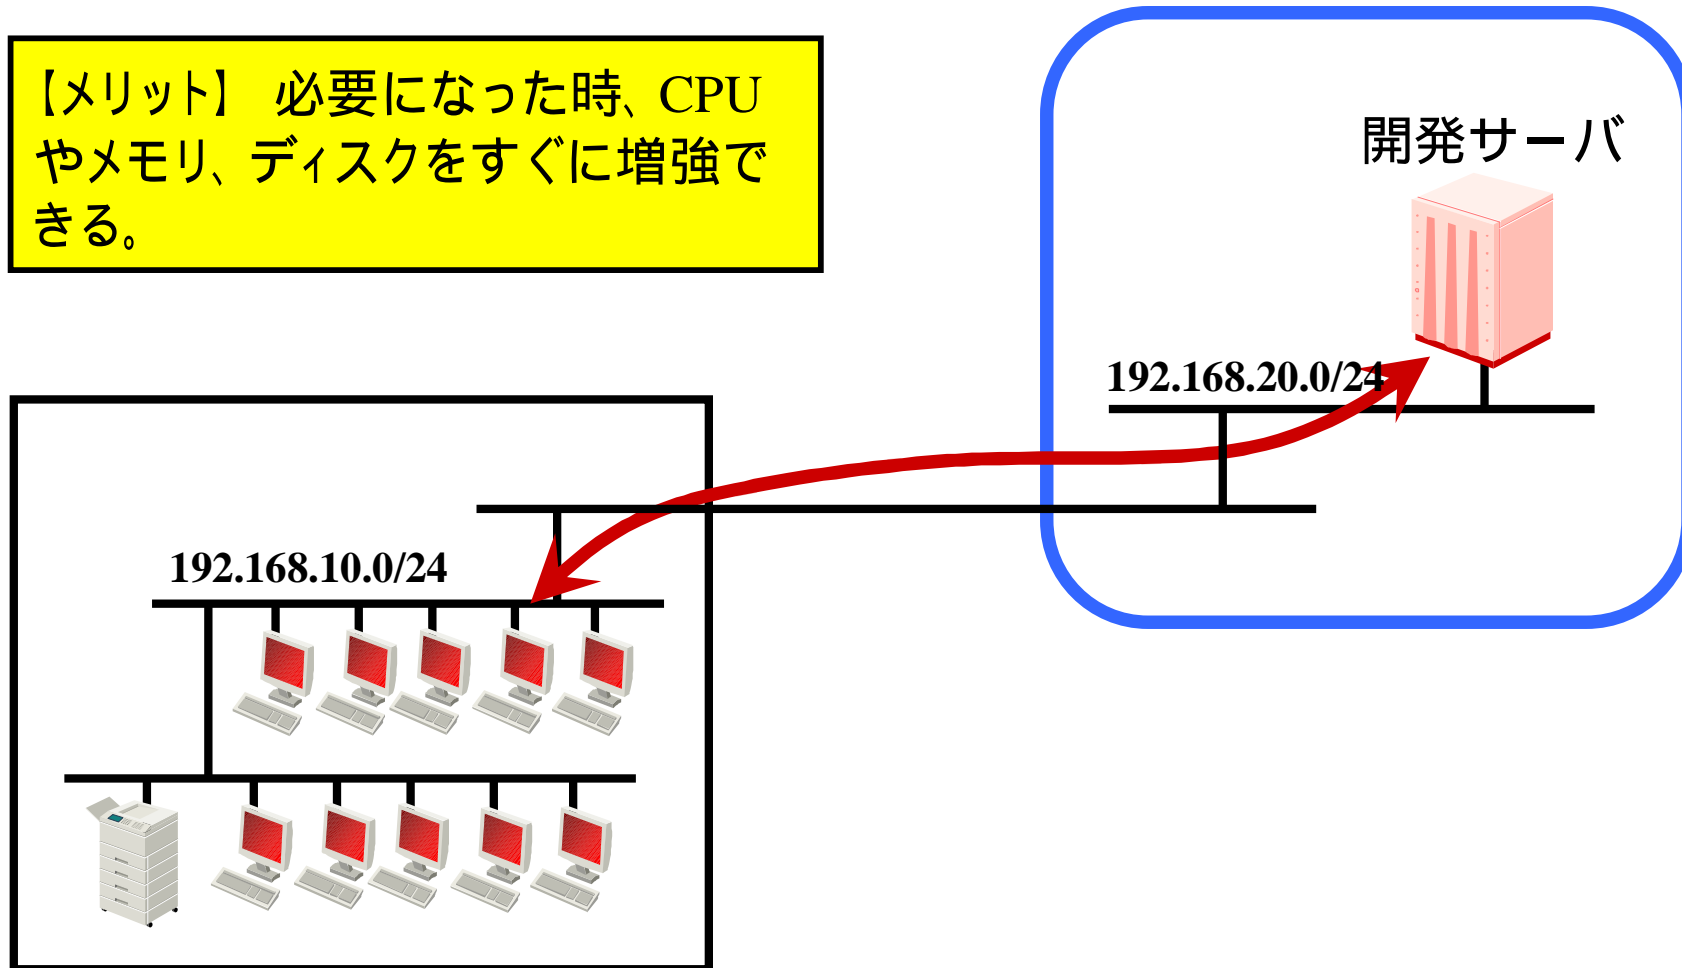 【メリット】 必要になった時、CPU
やメモリ、ディスクをすぐに増強で
きる。
開発サーバ
192.168.20.0/24
192.168.10.0/24